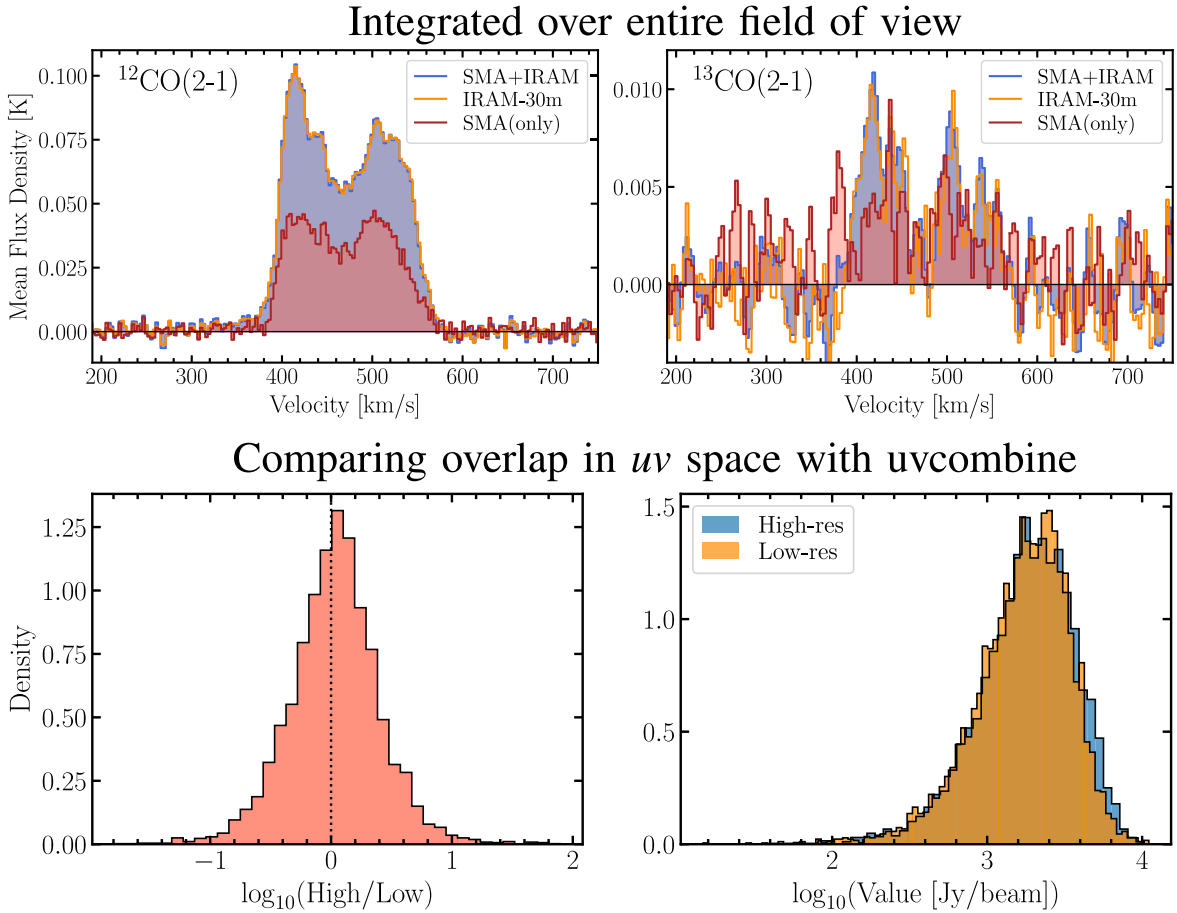 Integrated over entire field of view
¹²CO(2-1)
SMA+IRAM
IRAM-30m
SMA(only)
Mean Flux Density [K]
0.100
0.075
0.050
0.025
0.000
200 300 400 500 600 700
Velocity [km/s]
¹³CO(2-1)
SMA+IRAM
IRAM-30m
SMA(only)
0.010
0.005
0.000
200 300 400 500 600 700
Velocity [km/s]
Comparing overlap in uv space with uvcombine
Density
1.25
1.00
0.75
0.50
0.25
0.00
−1 0 1 2
log₁₀(High/Low)
High-res
Low-res
1.5
1.0
0.5
0.0
2 3 4
log₁₀(Value [Jy/beam])